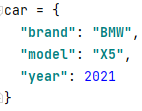 car = {
  "brand": "BMW",
  "model": "X5",
  "year": 2021
}